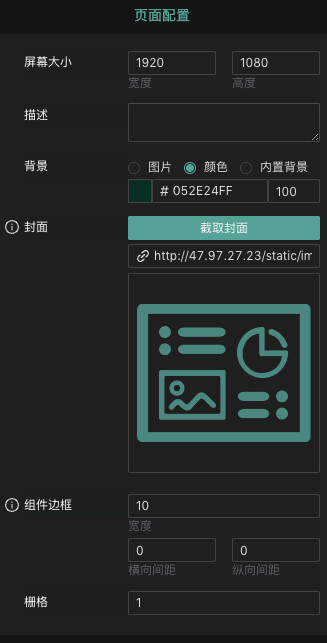 页面配置
屏幕大小 1920 1080
宽度 高度
描述
背景 图片 颜色 内置背景
# 052E24FF 100
封面 截取封面
http://47.97.27.23/static/im
组件边框 10
宽度
0 0
横向间距 纵向间距
栅格 1